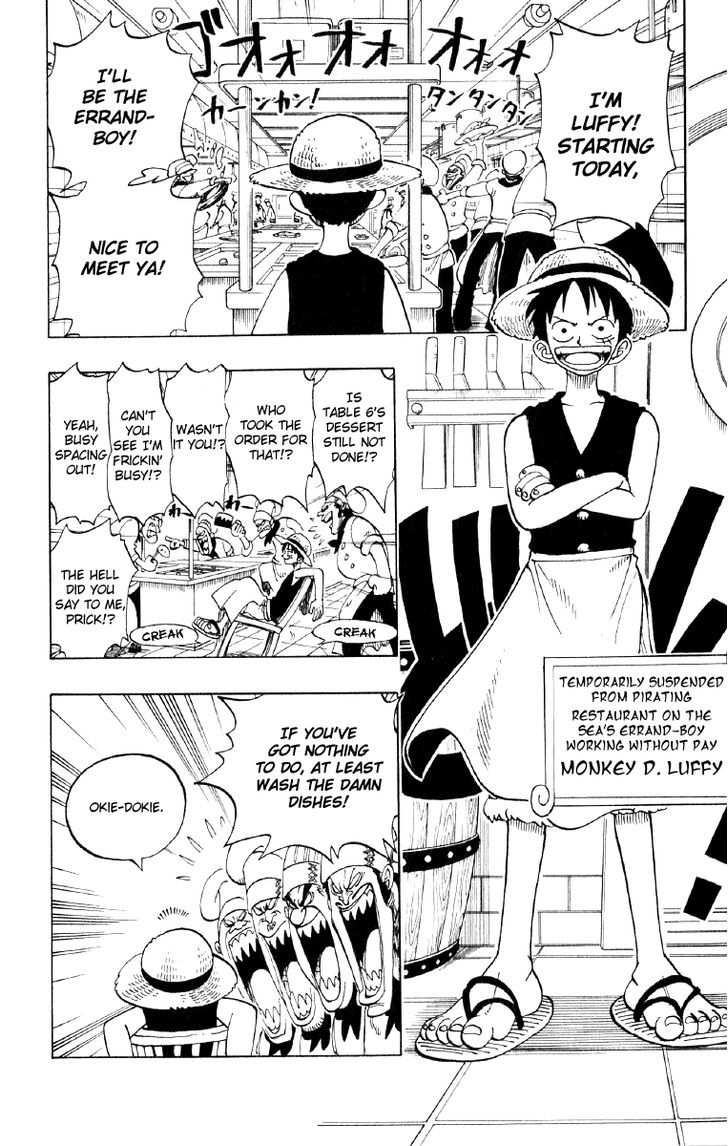 ゴオオオオオオオ
I'M
LUFFY!
STARTING
TODAY,
タンタンタン
カーンカン!
I'LL
BE THE
ERRAND-
BOY!
NICE TO
MEET YA!
TEMPORARILY SUSPENDED
FROM PIRATING
RESTAURANT ON THE
SEA'S ERRAND-BOY
WORKING WITHOUT PAY
MONKEY D. LUFFY
IS
TABLE 6'S
DESSERT
STILL NOT
DONE!?
WHO
TOOK THE
ORDER FOR
THAT!?
WASN'T
IT YOU!?
CAN'T
YOU
SEE I'M
FRICKIN'
BUSY!?
YEAH,
BUSY
SPACING
OUT!
THE HELL
DID YOU
SAY TO ME,
PRICK!?
CREAK
CREAK
IF YOU'VE
GOT NOTHING
TO DO, AT LEAST
WASH THE DAMN
DISHES!
OKIE-DOKIE.